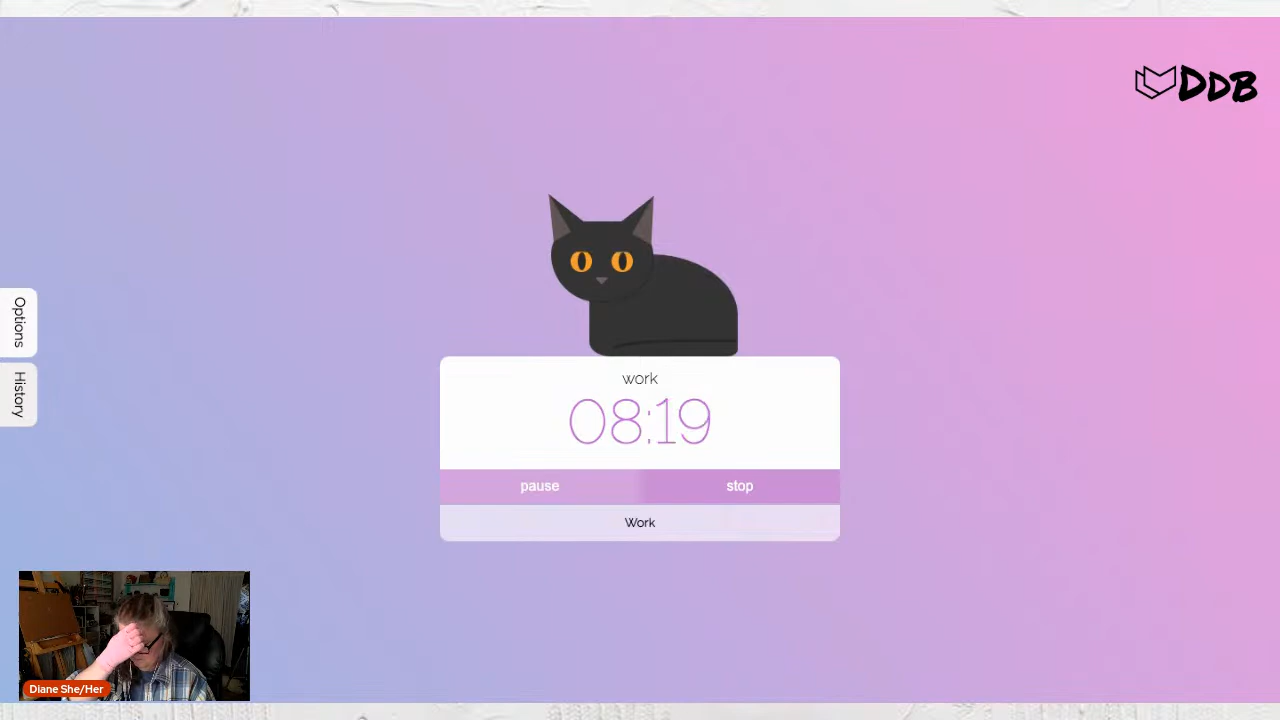 DDB
Options
History
work
08:19
pause
stop
Work
Diane She/Her